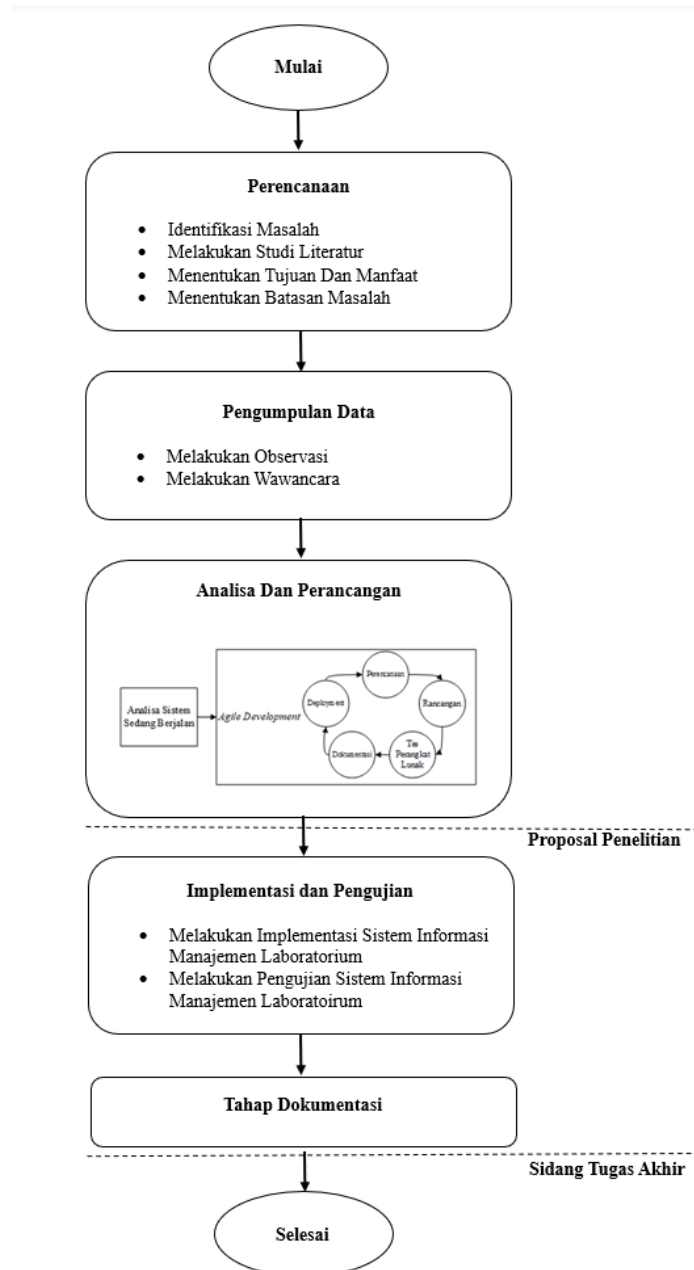 Mulai
Perencanaan
• Identifikasi Masalah
• Melakukan Studi Literatur
• Menentukan Tujuan Dan Manfaat
• Menentukan Batasan Masalah
Pengumpulan Data
• Melakukan Observasi
• Melakukan Wawancara
Analisa Dan Perancangan
Analisa Sistem
Sedang Berjalan
Agile Development
Perencanaan
Rancangan
Tes
Perangkat
Lunak
Dokumentasi
Deployment
Proposal Penelitian
Implementasi dan Pengujian
• Melakukan Implementasi Sistem Informasi
Manajemen Laboratorium
• Melakukan Pengujian Sistem Informasi
Manajemen Laboratoirum
Tahap Dokumentasi
Sidang Tugas Akhir
Selesai